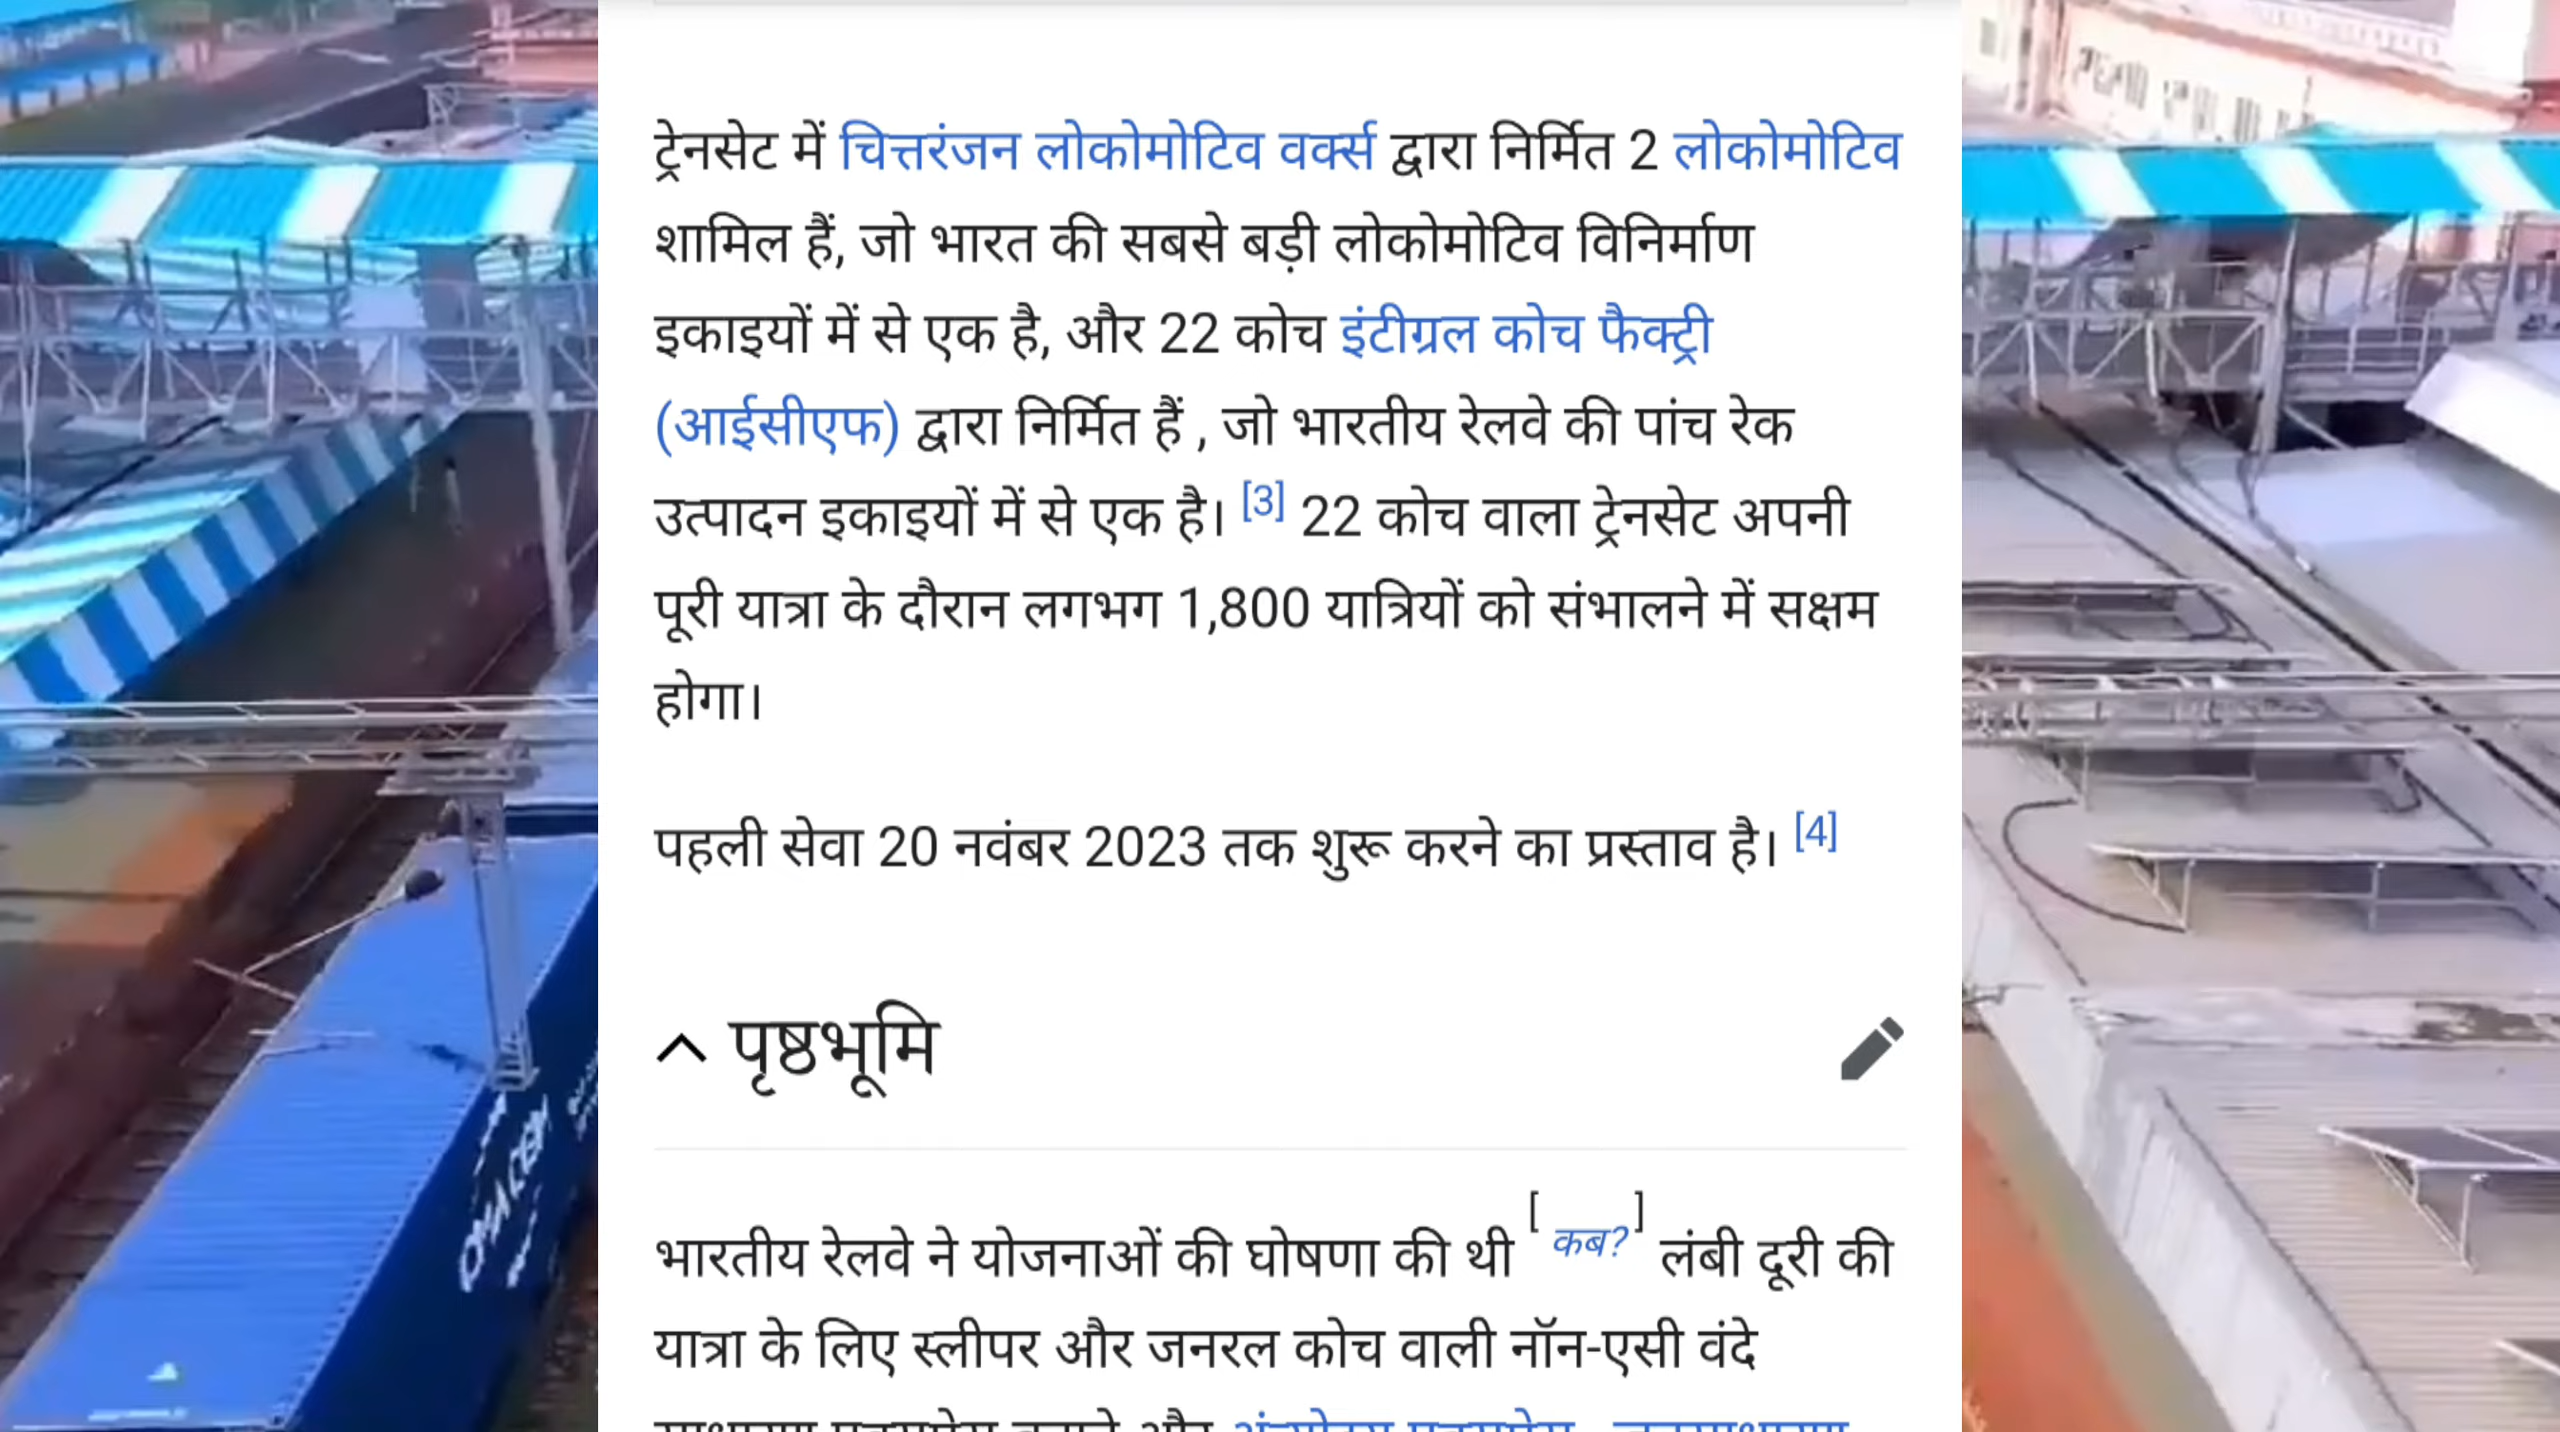 ट्रेनसेट में चित्तरंजन लोकोमोटिव वर्क्स द्वारा निर्मित 2 लोकोमोटिव
शामिल हैं, जो भारत की सबसे बड़ी लोकोमोटिव विनिर्माण
इकाइयों में से एक है, और 22 कोच इंटीग्रल कोच फैक्ट्री
(आईसीएफ) द्वारा निर्मित हैं , जो भारतीय रेलवे की पांच रेक
उत्पादन इकाइयों में से एक है। [3] 22 कोच वाला ट्रेनसेट अपनी
पूरी यात्रा के दौरान लगभग 1,800 यात्रियों को संभालने में सक्षम
होगा।
पहली सेवा 20 नवंबर 2023 तक शुरू करने का प्रस्ताव है। [4]
पृष्ठभूमि
भारतीय रेलवे ने योजनाओं की घोषणा की थी [ कब? ] लंबी दूरी की
यात्रा के लिए स्लीपर और जनरल कोच वाली नॉन-एसी वंदे